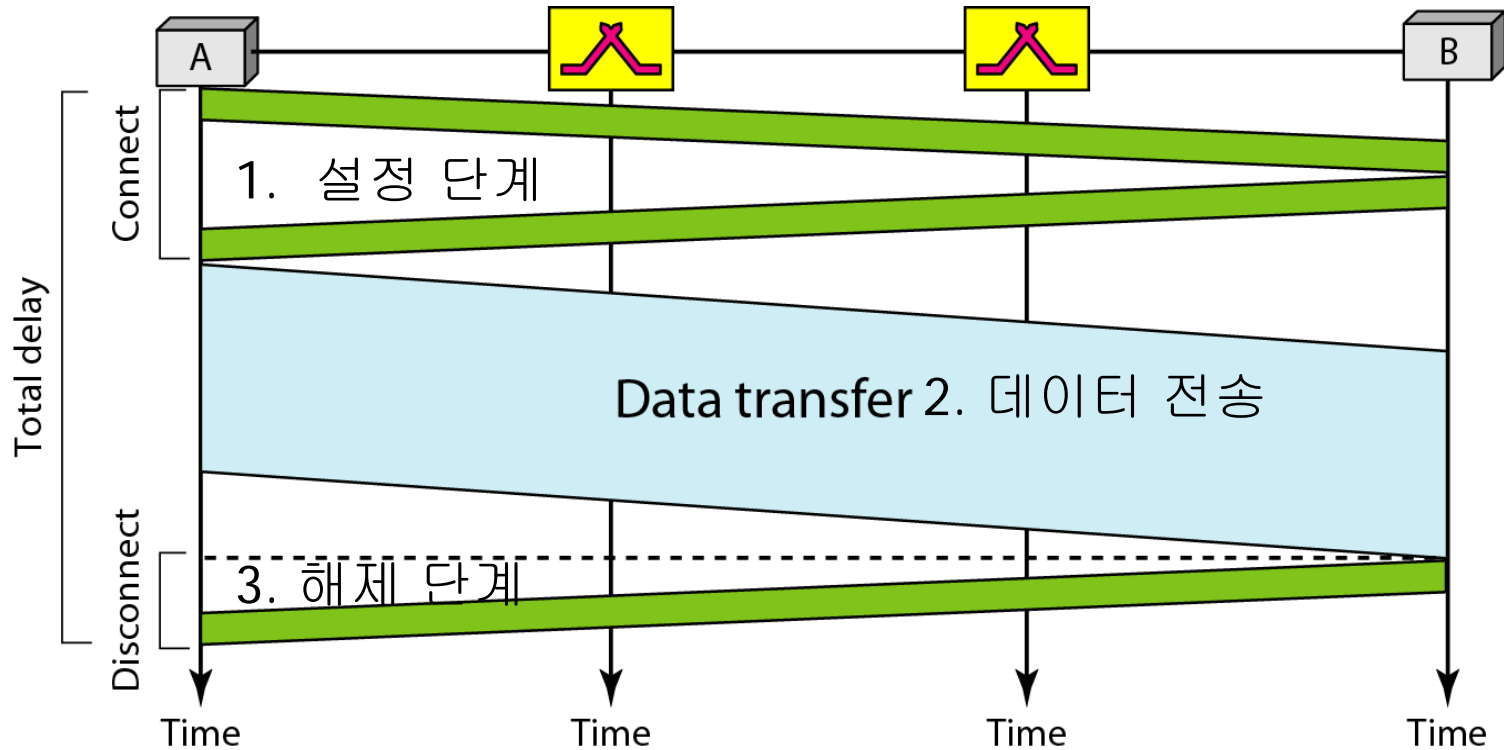 A
B
Connect
1. 설정 단계
Total delay
Data transfer 2. 데이터 전송
Disconnect
3. 해제 단계
Time
Time
Time
Time